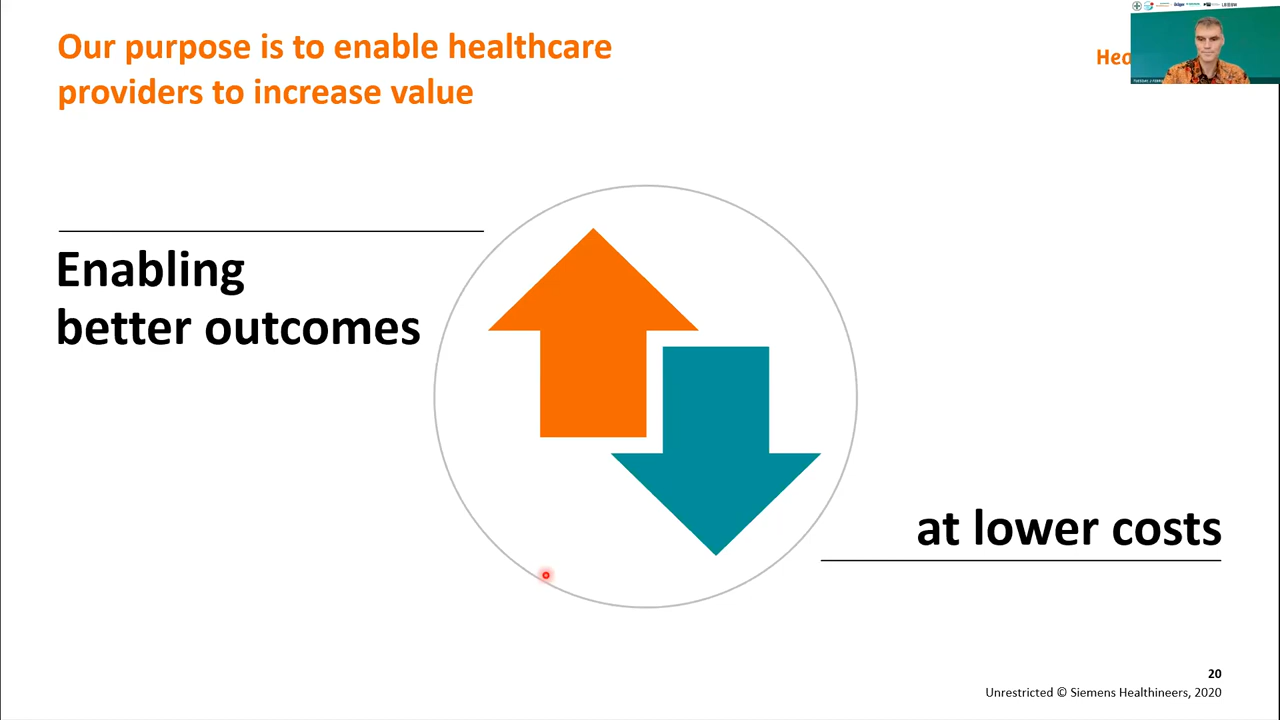 Our purpose is to enable healthcare
providers to increase value
Enabling
better outcomes
at lower costs
20
Unrestricted © Siemens Healthineers, 2020